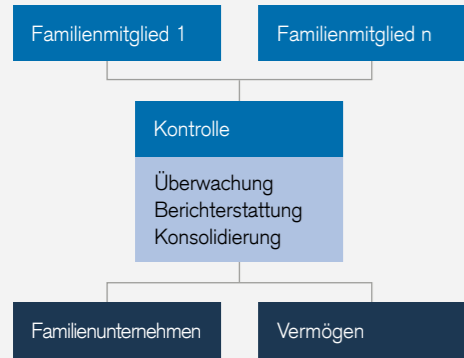 Familienmitglied 1
Familienmitglied n
Kontrolle
Überwachung
Berichterstattung
Konsolidierung
Familienunternehmen
Vermögen